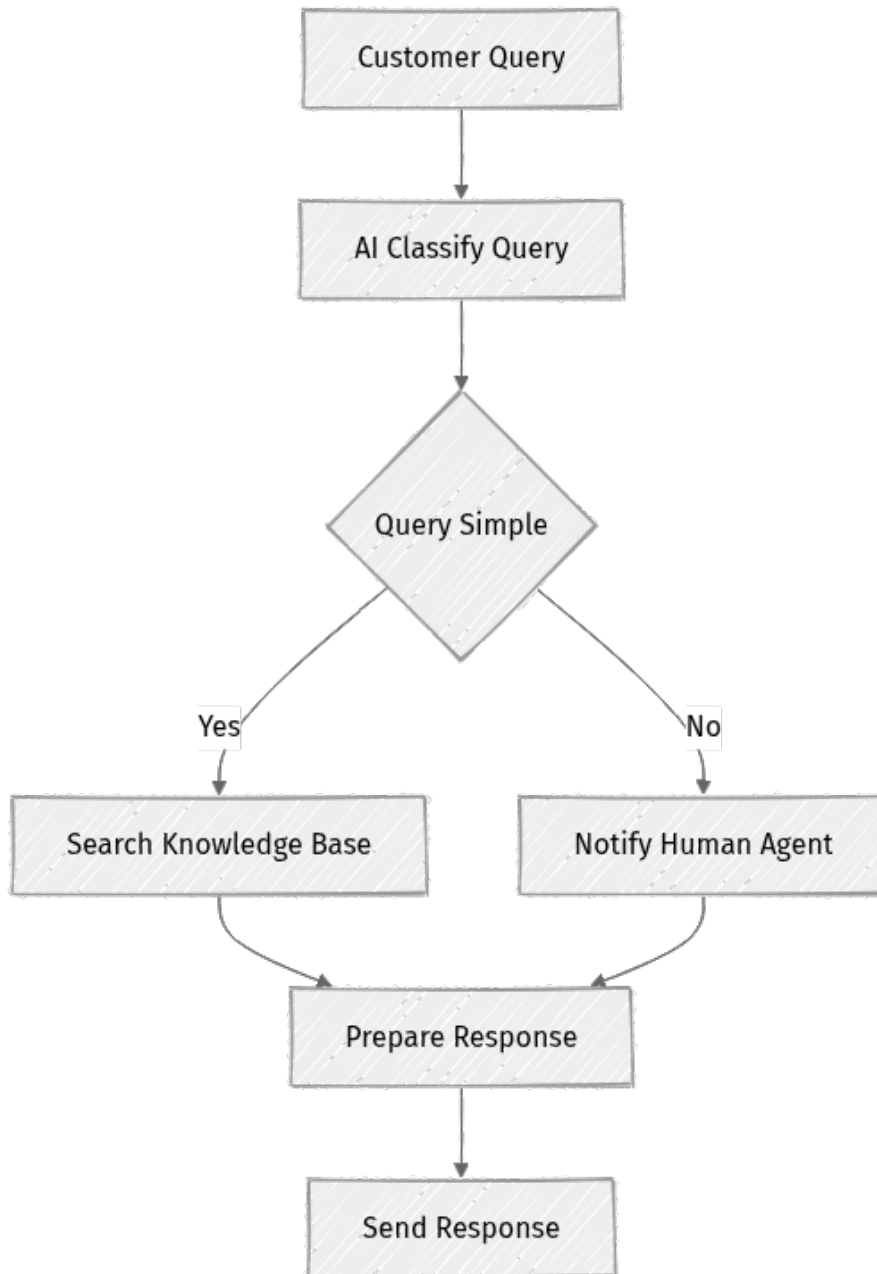 Customer Query
AI Classify Query
Query Simple
Yes
No
Search Knowledge Base
Notify Human Agent
Prepare Response
Send Response